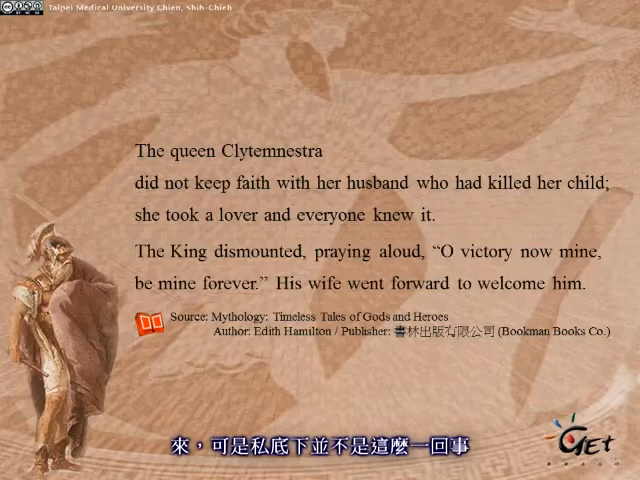 Taipei Medical University Chien, Shih-Chieh
The queen Clytemnestra
did not keep faith with her husband who had killed her child;
she took a lover and everyone knew it.
The King dismounted, praying aloud, “O victory now mine,
be mine forever.” His wife went forward to welcome him.
Source: Mythology: Timeless Tales of Gods and Heroes
Author: Edith Hamilton / Publisher: 書林出版有限公司 (Bookman Books Co.)
來，可是私底下並不是這麼一回事
GET